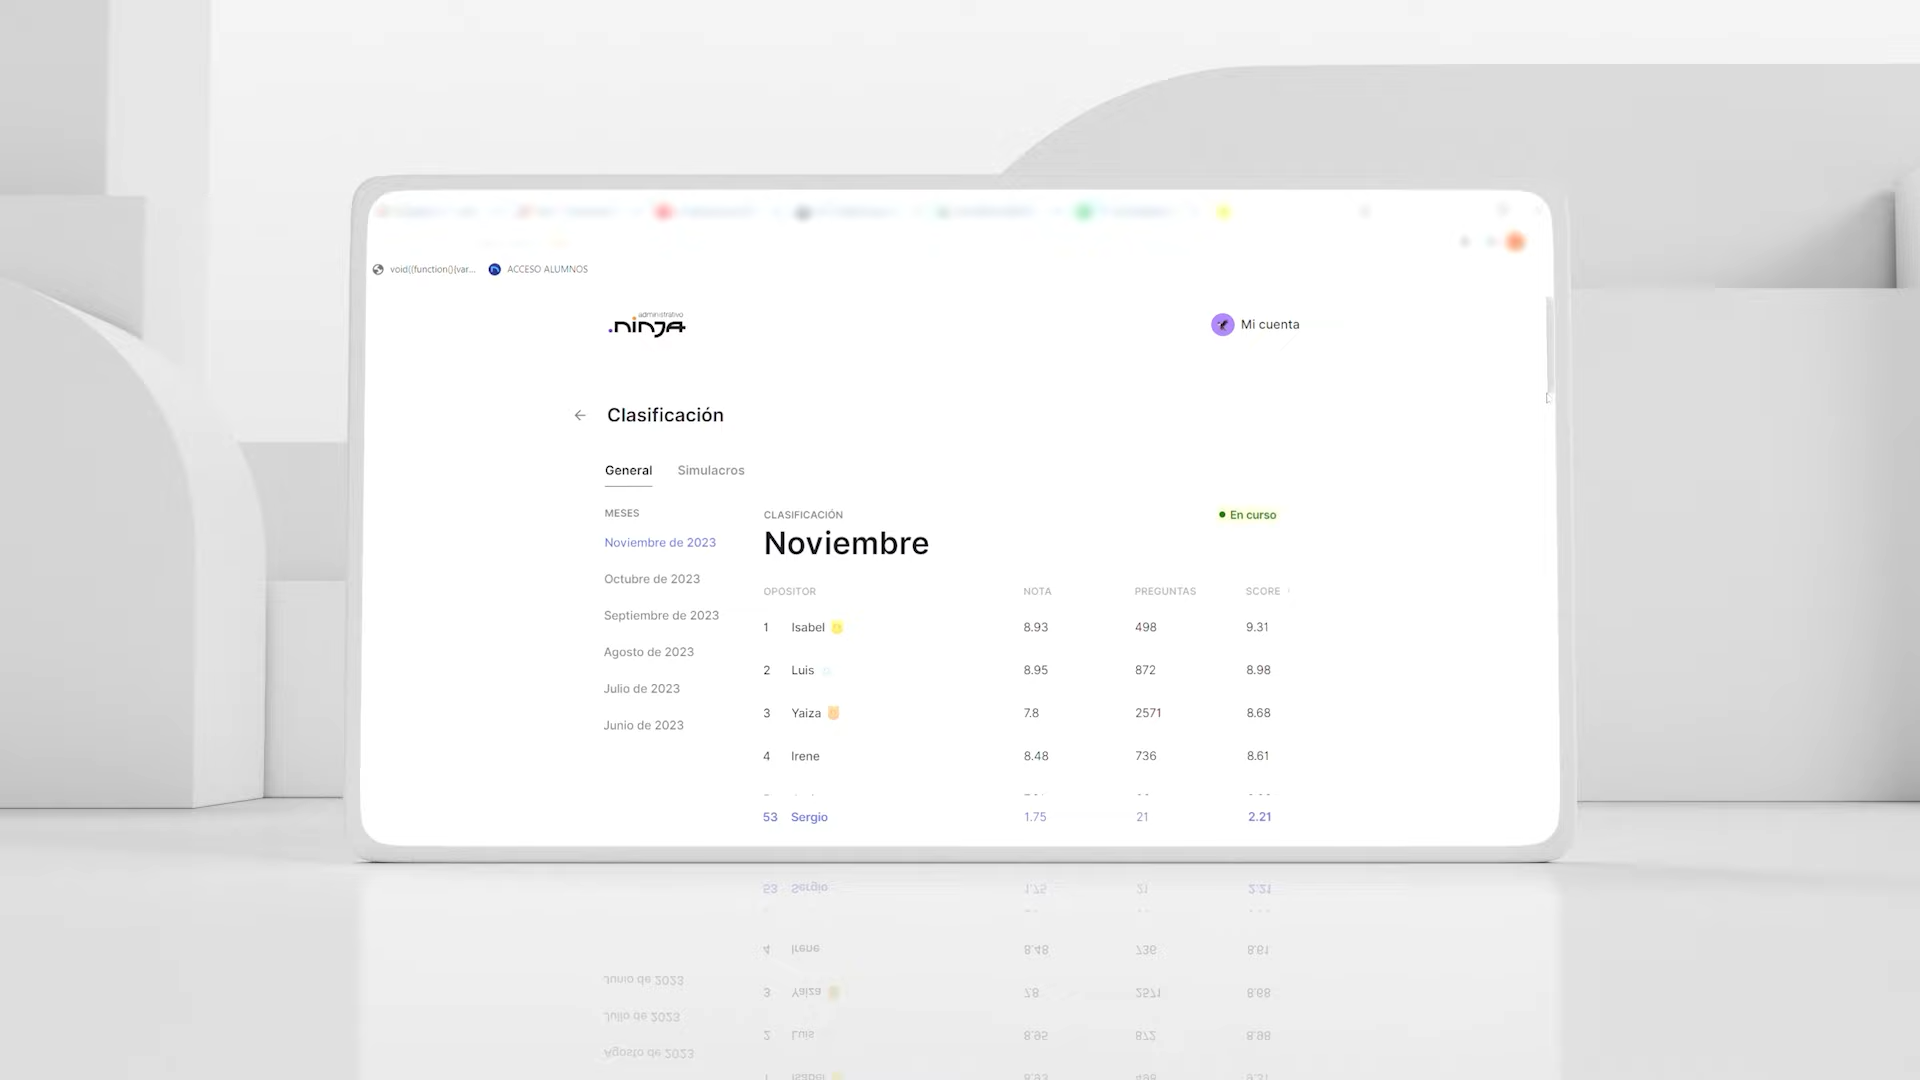 void((function(){var...
ACCESO ALUMNOS
administrativo
.ninja
Mi cuenta
Clasificación
General
Simulacros
MESES
Noviembre de 2023
Octubre de 2023
Septiembre de 2023
Agosto de 2023
Julio de 2023
Junio de 2023
CLASIFICACIÓN
En curso
Noviembre
OPOSITOR NOTA PREGUNTAS SCORE
1 Isabel 8.93 498 9.31
2 Luis 8.95 872 8.98
3 Yaiza 7.8 2571 8.68
4 Irene 8.48 736 8.61
53 Sergio 1.75 21 2.21